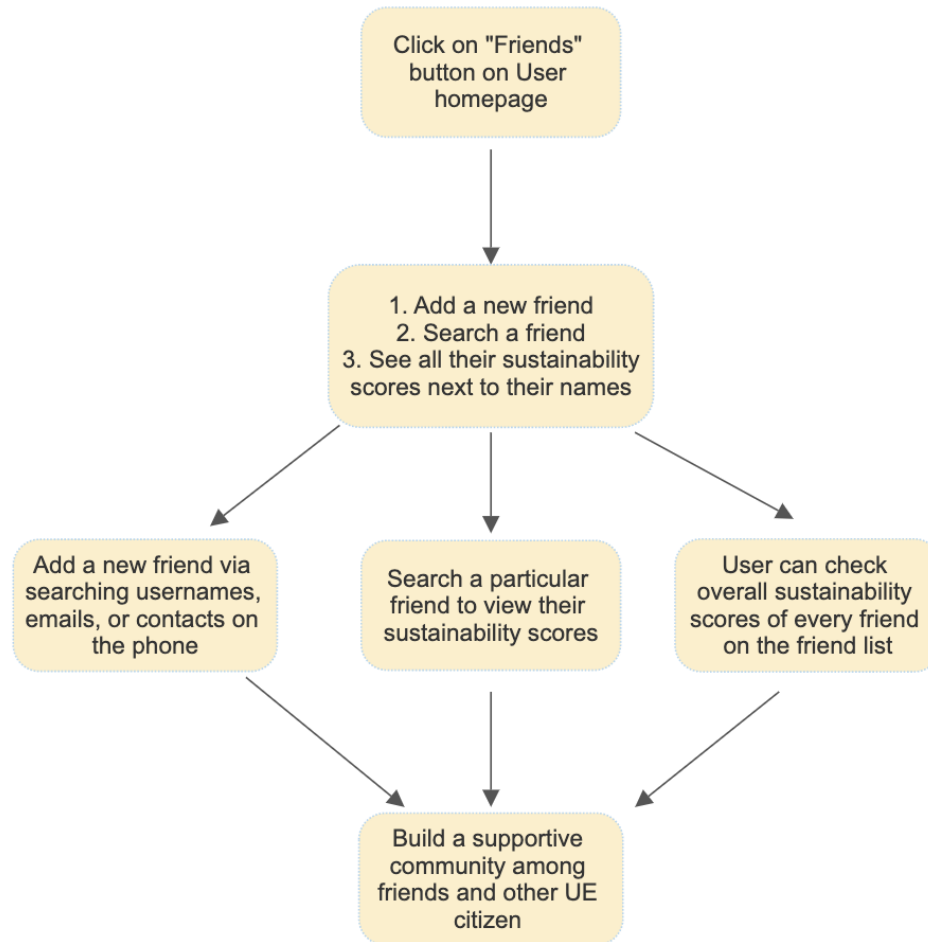 Click on "Friends"
button on User
homepage
1. Add a new friend
2. Search a friend
3. See all their sustainability
scores next to their names
Add a new friend via
searching usernames,
emails, or contacts on
the phone
Search a particular
friend to view their
sustainability scores
User can check
overall sustainability
scores of every friend
on the friend list
Build a supportive
community among
friends and other UE
citizen